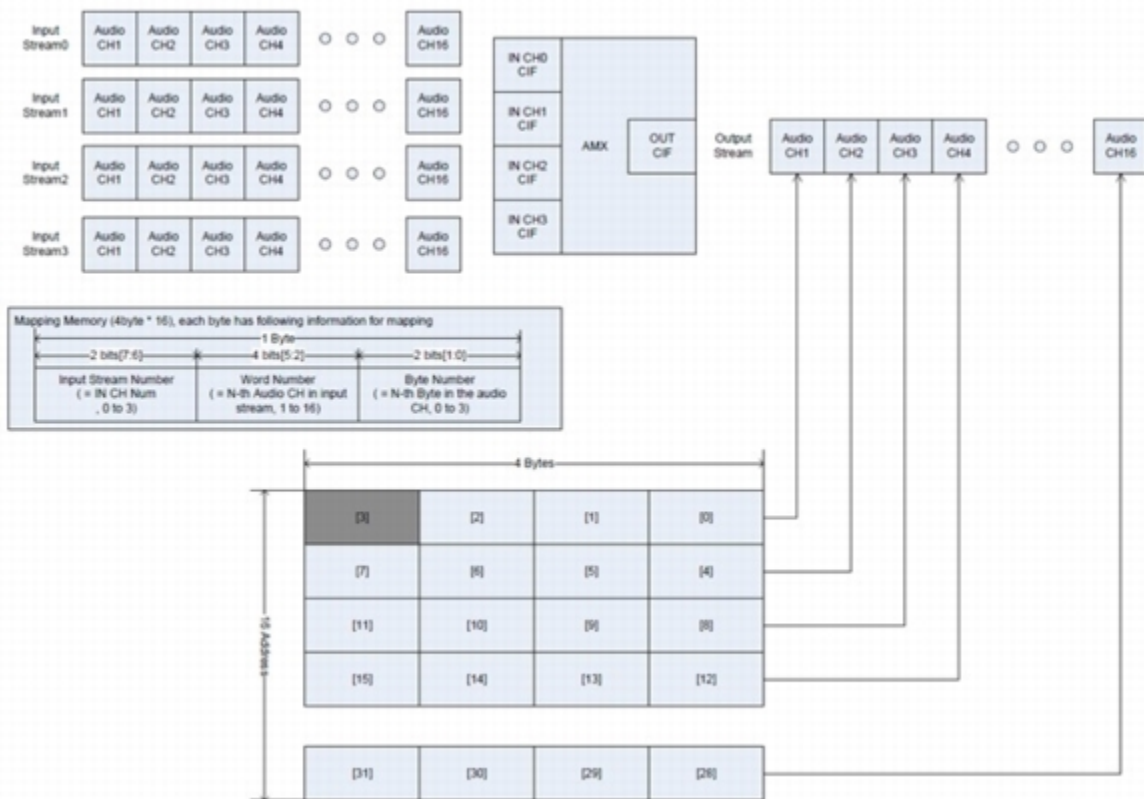 Input
Stream0
Audio
CH1
Audio
CH2
Audio
CH3
Audio
CH4
Audio
CH16
Input
Stream1
Audio
CH1
Audio
CH2
Audio
CH3
Audio
CH4
Audio
CH16
Input
Stream2
Audio
CH1
Audio
CH2
Audio
CH3
Audio
CH4
Audio
CH16
Input
Stream3
Audio
CH1
Audio
CH2
Audio
CH3
Audio
CH4
Audio
CH16
IN CH0
CIF
IN CH1
CIF
IN CH2
CIF
IN CH3
CIF
AMX
OUT
CIF
Output
Stream
Audio
CH1
Audio
CH2
Audio
CH3
Audio
CH4
Audio
CH16
Mapping Memory (4byte * 16), each byte has following information for mapping
1 Byte
2 bits[7:6]
4 bits[5:2]
2 bits[1:0]
Input Stream Number
( = IN CH Num
, 0 to 3)
Word Number
( = N-th Audio CH in input
stream, 1 to 16)
Byte Number
( = N-th Byte in the audio
CH, 0 to 3)
4 Bytes
16 Address
[3] [2] [1] [0]
[7] [6] [5] [4]
[11] [10] [9] [8]
[15] [14] [13] [12]
[31] [30] [29] [28]